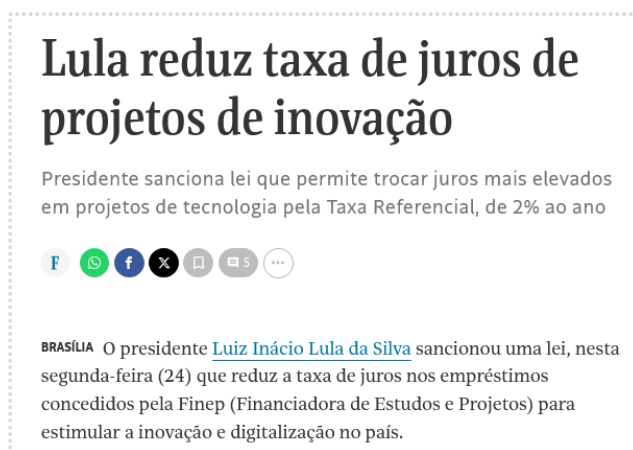 Lula reduz taxa de juros de
projetos de inovação
Presidente sanciona lei que permite trocar juros mais elevados
em projetos de tecnologia pela Taxa Referencial, de 2% ao ano
F f X 5 ...
BRASÍLIA O presidente Luiz Inácio Lula da Silva sancionou uma lei, nesta
segunda-feira (24) que reduz a taxa de juros nos empréstimos
concedidos pela Finep (Financiadora de Estudos e Projetos) para
estimular a inovação e digitalização no país.